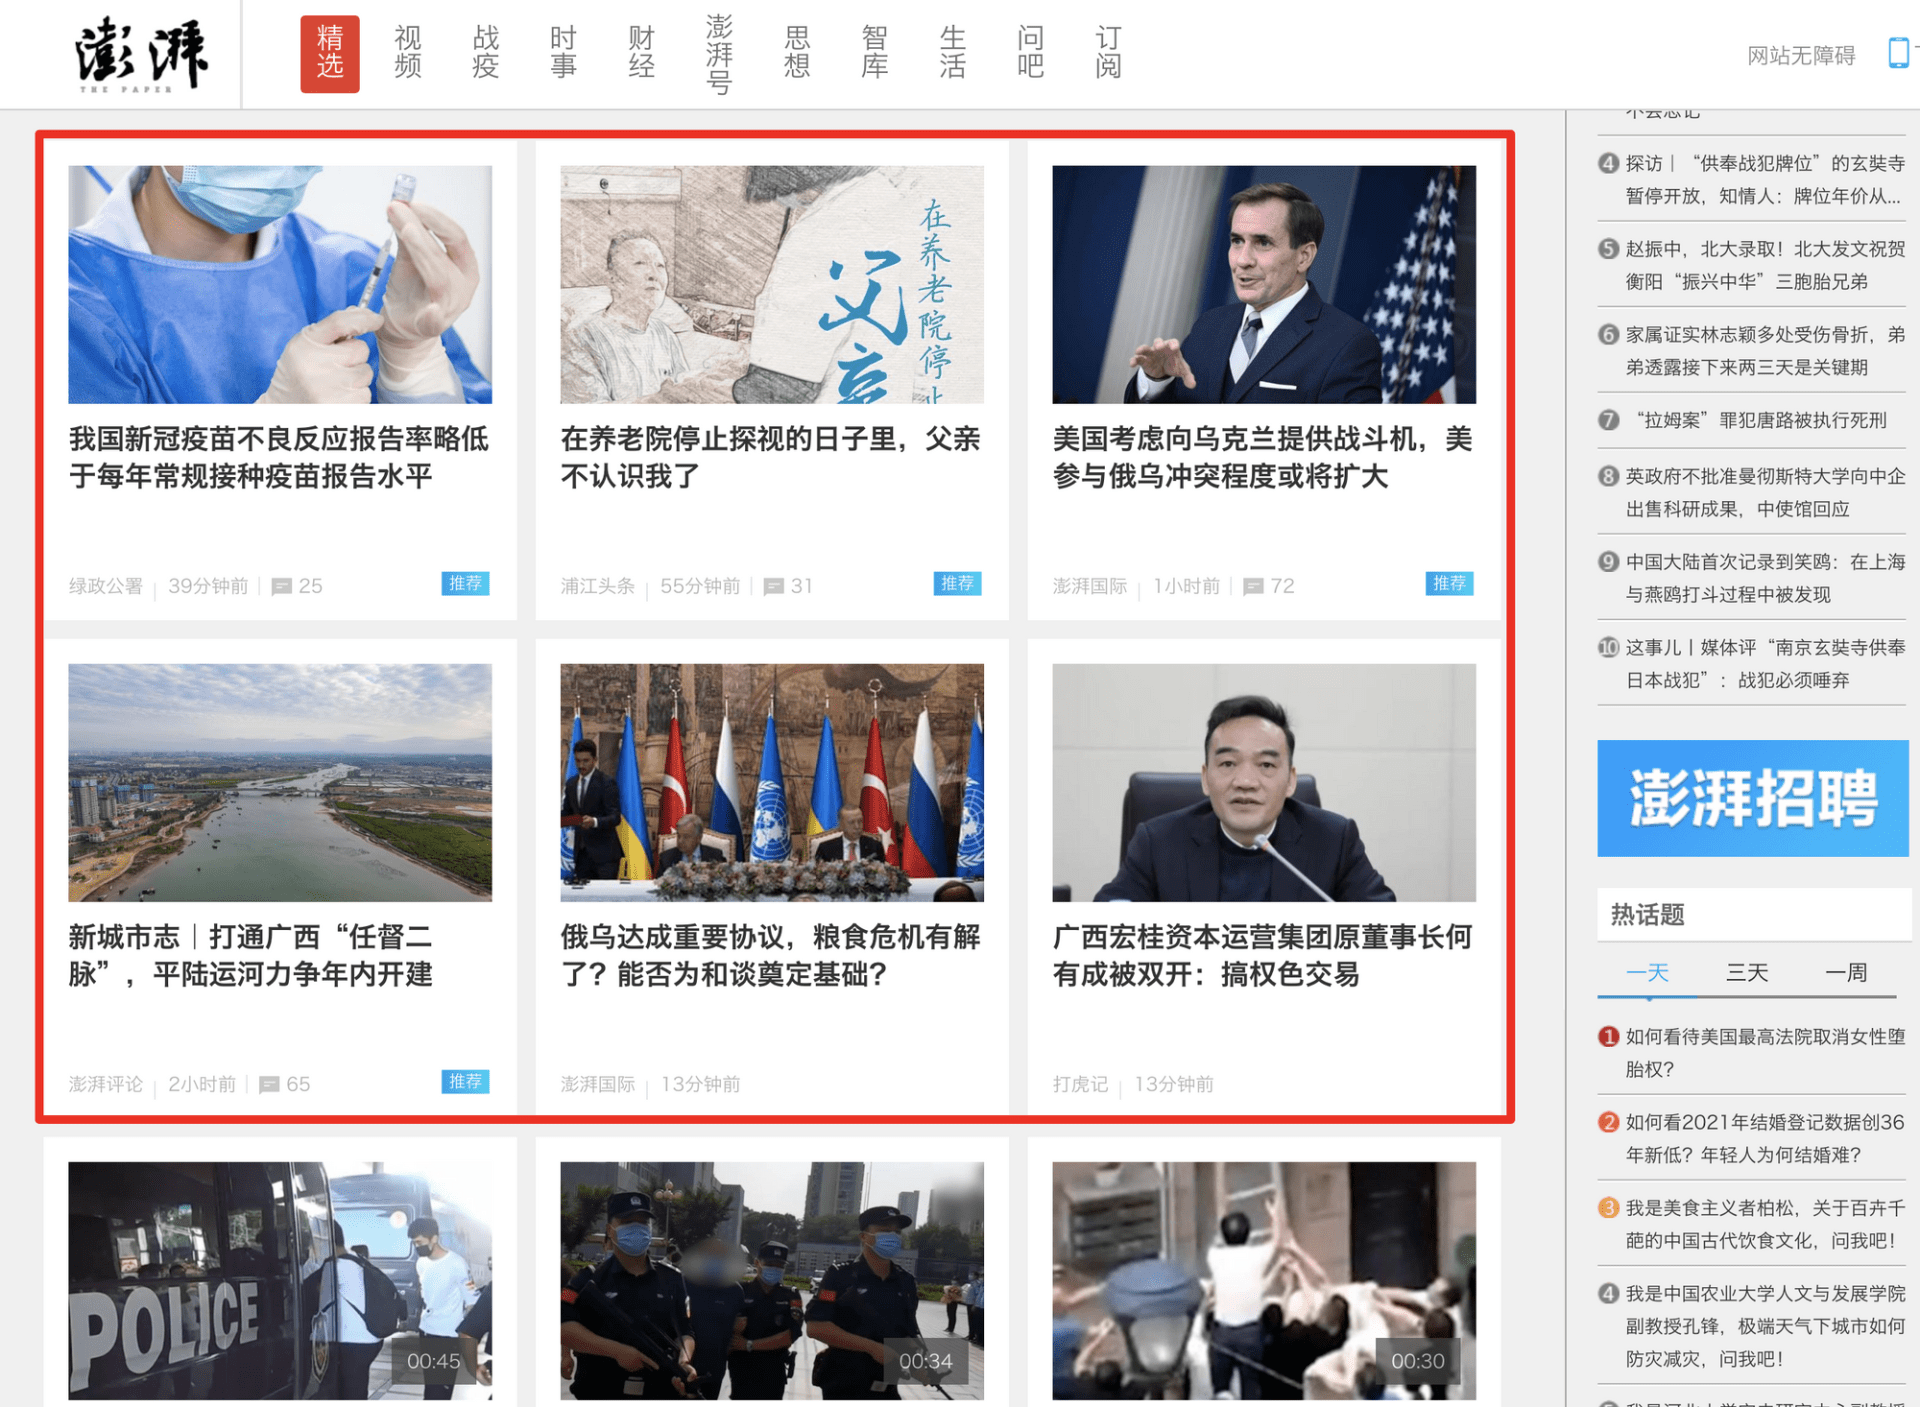 澎湃
THE PAPER
精选
视频
战疫
时事
财经
澎湃号
思想
智库
生活
问吧
订阅
网站无障碍
在养老院停止
父亲
我国新冠疫苗不良反应报告率略低
于每年常规接种疫苗报告水平
绿政公署 39分钟前 25 推荐
在养老院停止探视的日子里，父亲
不认识我了
浦江头条 55分钟前 31 推荐
美国考虑向乌克兰提供战斗机，美
参与俄乌冲突程度或将扩大
澎湃国际 1小时前 72 推荐
新城市志｜打通广西“任督二
脉”，平陆运河力争年内开建
澎湃评论 2小时前 65 推荐
俄乌达成重要协议，粮食危机有解
了？能否为和谈奠定基础？
澎湃国际 13分钟前
广西宏桂资本运营集团原董事长何
有成被双开：搞权色交易
打虎记 13分钟前
POLICE
00:45
00:34
00:30
不会忘记
4 探访｜“供奉战犯牌位”的玄奘寺
暂停开放，知情人：牌位年价从...
5 赵振中，北大录取！北大发文祝贺
衡阳“振兴中华”三胞胎兄弟
6 家属证实林志颖多处受伤骨折，弟
弟透露接下来两三天是关键期
7 “拉姆案”罪犯唐路被执行死刑
8 英政府不批准曼彻斯特大学向中企
出售科研成果，中使馆回应
9 中国大陆首次记录到笑鸥：在上海
与燕鸥打斗过程中被发现
10 这事儿丨媒体评“南京玄奘寺供奉
日本战犯”：战犯必须唾弃
澎湃招聘
热话题
一天 三天 一周
1 如何看待美国最高法院取消女性堕
胎权？
2 如何看2021年结婚登记数据创36
年新低？年轻人为何结婚难？
3 我是美食主义者柏松，关于百卉千
葩的中国古代饮食文化，问我吧！
4 我是中国农业大学人文与发展学院
副教授孔锋，极端天气下城市如何
防灾减灾，问我吧！